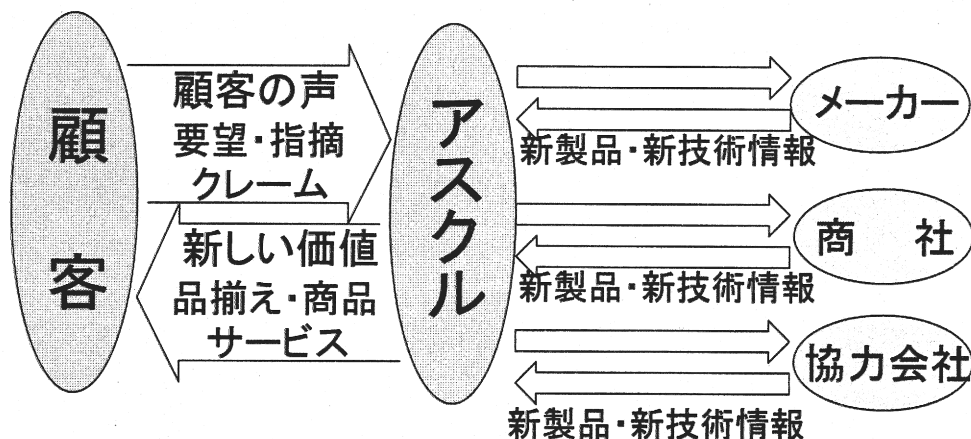 顧客
顧客の声
要望・指摘
クレーム
新しい価値
品揃え・商品
サービス
アスクル
メーカー
新製品・新技術情報
商 社
新製品・新技術情報
協力会社
新製品・新技術情報